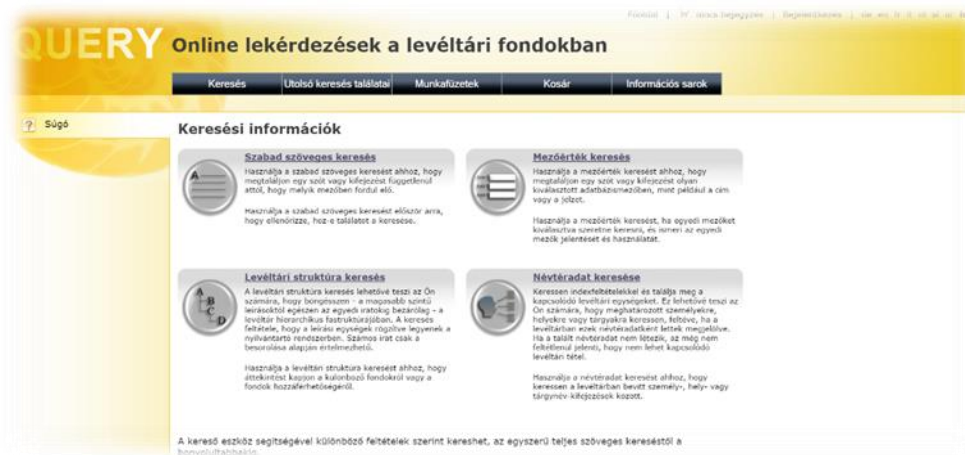 QUERY
Online lekérdezések a levéltári fondokban
Keresés Utolsó keresés találatai Munkafüzetek Kosár Információs sarok
? Súgó
Keresési információk
Szabad szöveges keresés
Használja a szabad szöveges keresést ahhoz, hogy
megtaláljon egy szót vagy kifejezést függetlenül
attól, hogy melyik mezőben fordul elő.
Használja a szabad szöveges keresést először arra,
hogy ellenőrizze, hoz-e találatot a keresése.
Mezőérték keresés
Használja a mezőérték keresést ahhoz, hogy
megtaláljon egy szót vagy kifejezést olyan
kiválasztott adatbázismezőben, mint például a cím
vagy a jelzet.
Használja a mezőérték keresést, ha egyedi mezőket
kiválasztva szeretne keresni, és ismeri az egyedi
mezők jelentését és használatát.
Levéltári struktúra keresés
A levéltári struktúra keresés lehetővé teszi az Ön
számára, hogy böngésszen - a magasabb szintű
leírásoktól egészen az egyedi iratokig bezárólag - a
levéltár hierarchikus fastruktúrájában. A keresés
feltétele, hogy a leírási egységek rögzítve legyenek a
nyilvántartó rendszerben. Számos irat csak a
besorolása alapján értelmezhető.
Használja a levéltári struktúra keresést ahhoz, hogy
áttekintést kapjon a különböző fondokról vagy a
fondok hozzáférhetőségéről.
Névtéradat keresése
Keressen indexfeltételekkel és találja meg a
kapcsolódó levéltári egységeket. Ez lehetővé teszi az
Ön számára, hogy meghatározott személyekre,
helyekre vagy tárgyakra keressen, feltéve, ha a
levéltárban ezek névtéradatként lettek megjelölve.
Ha a talált névtéradat nem létezik, az még nem
feltétlenül jelenti, hogy nem lehet kapcsolódó
levéltári tétel.
Használja a névtéradat keresést ahhoz, hogy
keressen a levéltárban bevitt személy-, hely- vagy
tárgynév-kifejezések között.
A kereső eszköz segítségével különböző feltételek szerint kereshet, az egyszerű teljes szöveges kereséstől a